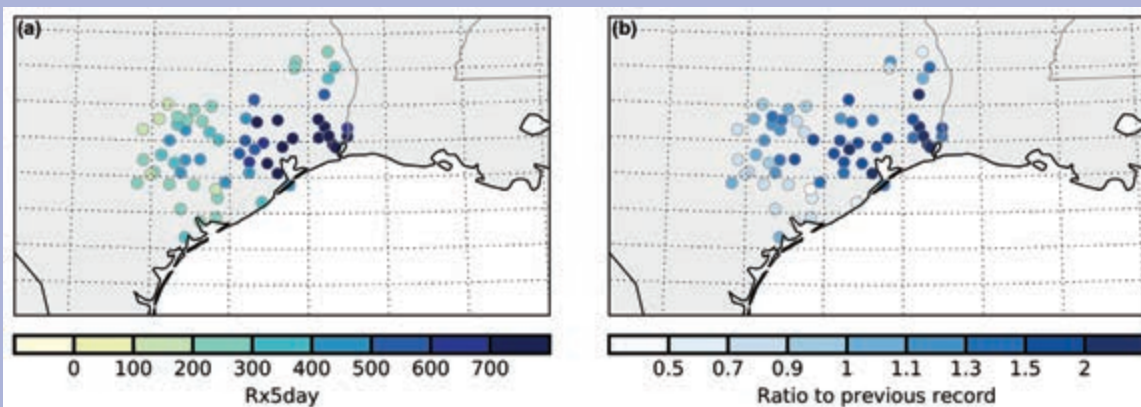 (a)
(b)
0 100 200 300 400 500 600 700
Rx5day
0.5 0.7 0.9 1 1.1 1.3 1.5 2
Ratio to previous record